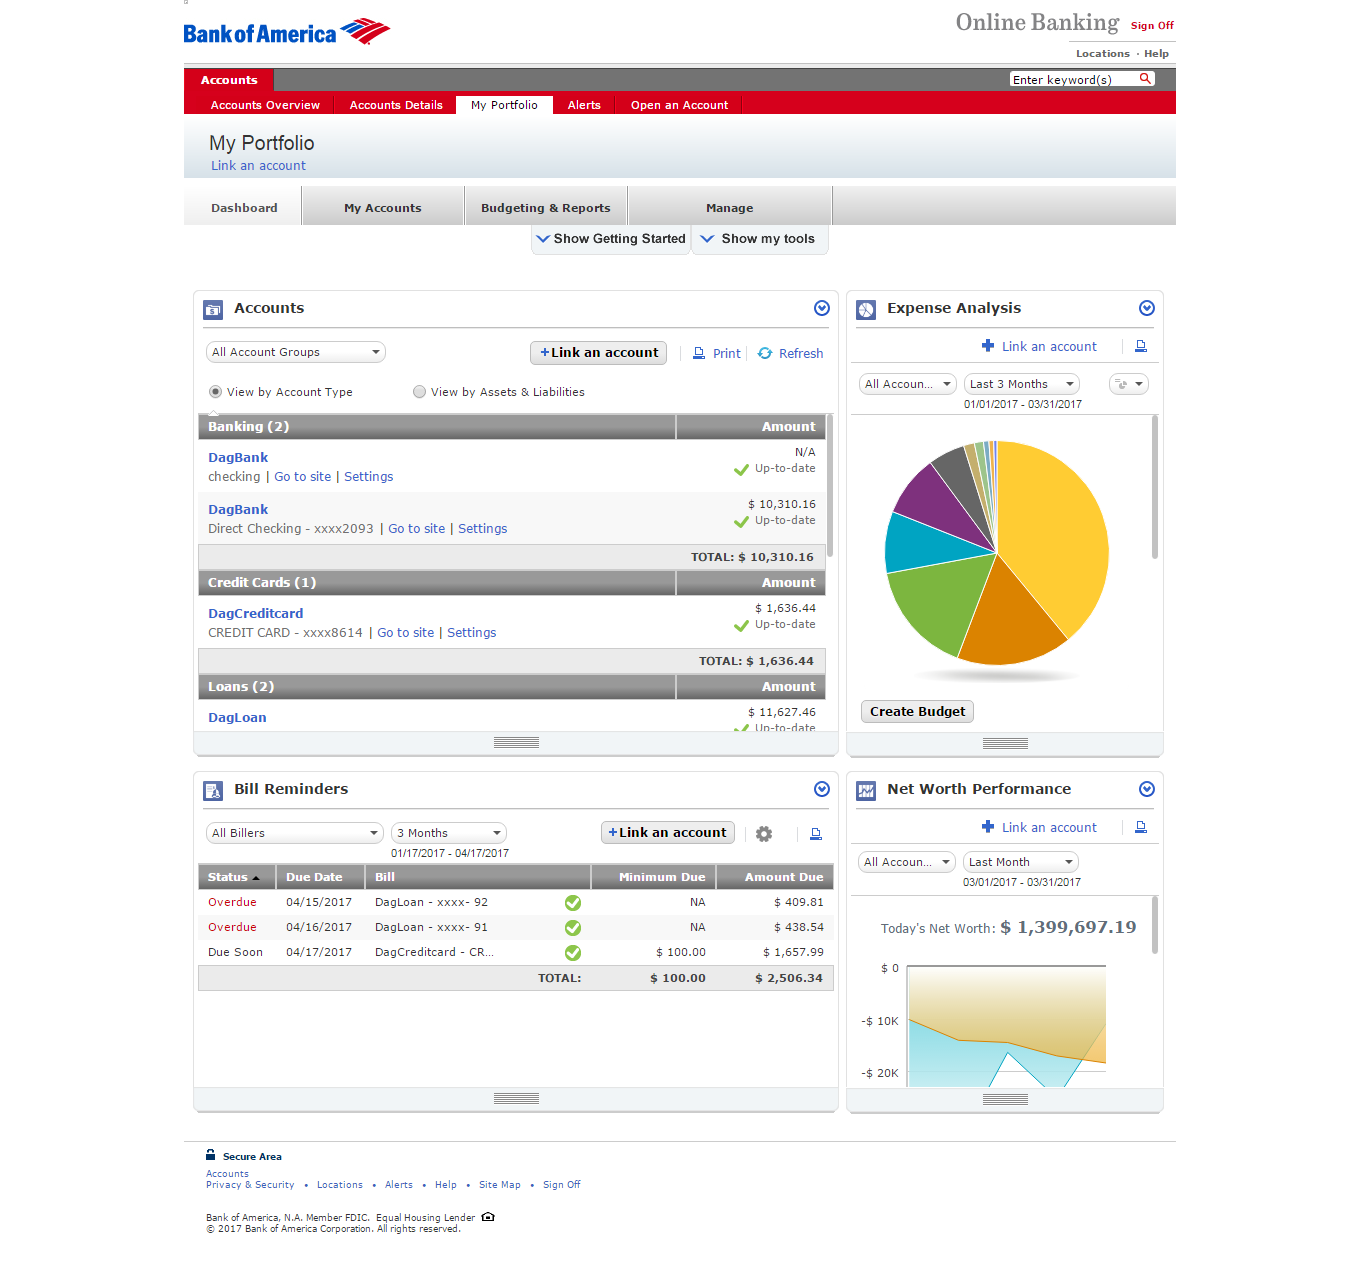 Bank of America
Online Banking Sign Off
Locations · Help
Accounts
Enter keyword(s)
Accounts Overview Accounts Details My Portfolio Alerts Open an Account
My Portfolio
Link an account
Dashboard My Accounts Budgeting & Reports Manage
Show Getting Started Show my tools
Accounts
All Account Groups +Link an account Print Refresh
View by Account Type View by Assets & Liabilities
Banking (2) Amount
DagBank N/A
checking | Go to site | Settings Up-to-date
DagBank $ 10,310.16
Direct Checking - xxxx2093 | Go to site | Settings Up-to-date
TOTAL: $ 10,310.16
Credit Cards (1) Amount
DagCreditcard $ 1,636.44
CREDIT CARD - xxxx8614 | Go to site | Settings Up-to-date
TOTAL: $ 1,636.44
Loans (2) Amount
DagLoan $ 11,627.46
Up-to-date
Expense Analysis
Link an account
All Accoun... Last 3 Months
01/01/2017 - 03/31/2017
Create Budget
Bill Reminders
All Billers 3 Months +Link an account
01/17/2017 - 04/17/2017
Status Due Date Bill Minimum Due Amount Due
Overdue 04/15/2017 DagLoan - xxxx- 92 NA $ 409.81
Overdue 04/16/2017 DagLoan - xxxx- 91 NA $ 438.54
Due Soon 04/17/2017 DagCreditcard - CR... $ 100.00 $ 1,657.99
TOTAL: $ 100.00 $ 2,506.34
Net Worth Performance
Link an account
All Accoun... Last Month
03/01/2017 - 03/31/2017
Today's Net Worth: $ 1,399,697.19
$ 0
-$ 10K
-$ 20K
Secure Area
Accounts
Privacy & Security • Locations • Alerts • Help • Site Map • Sign Off
Bank of America, N.A. Member FDIC. Equal Housing Lender
© 2017 Bank of America Corporation. All rights reserved.